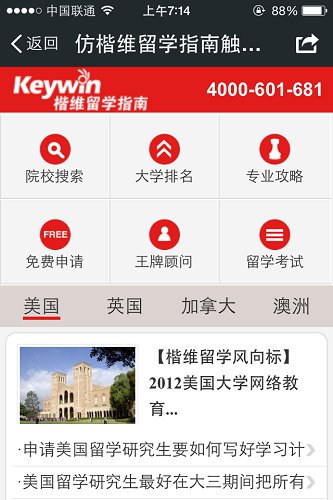 中国联通 上午7:14 88%
返回 仿楷维留学指南触...
Keywin
楷维留学指南
4000-601-681
院校搜索 大学排名 专业攻略
FREE
免费申请 王牌顾问 留学考试
美国 英国 加拿大 澳洲
【楷维留学风向标】
2012美国大学网络教
育...
·申请美国留学研究生要如何写好学习计
·美国留学研究生最好在大三期间把所有